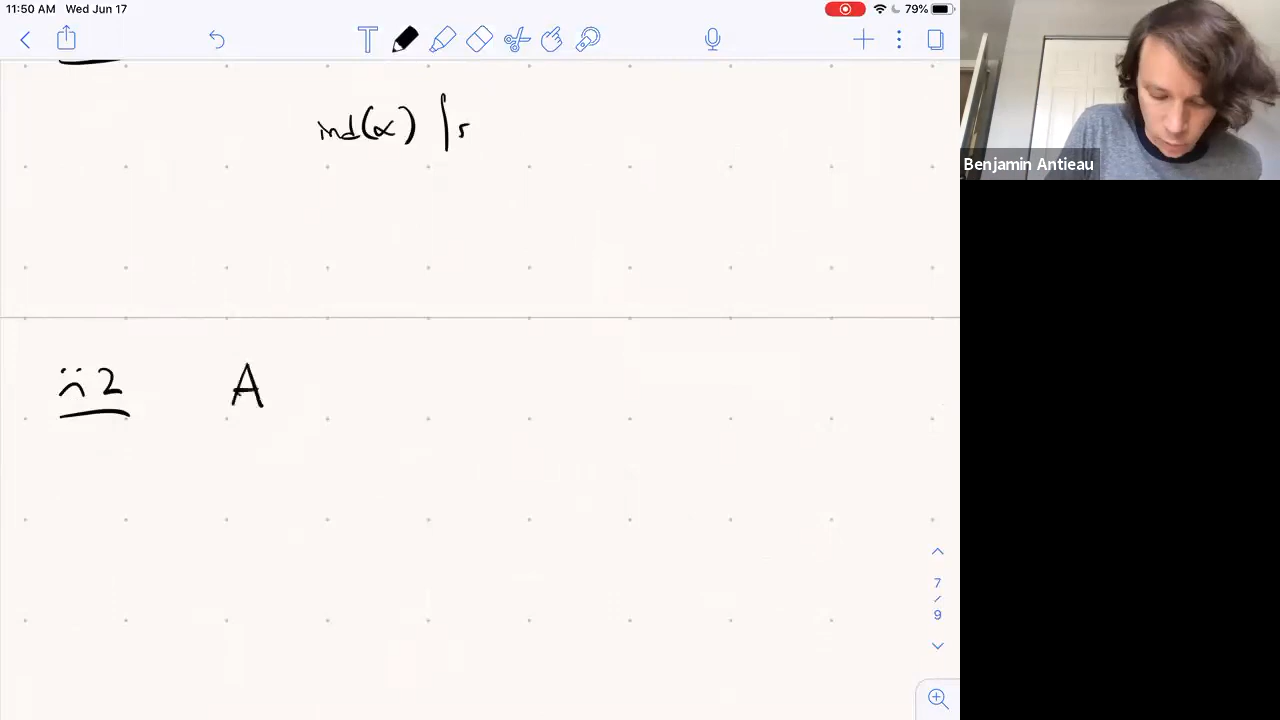 11:50 AM Wed Jun 17
79%
T
ind(α) | r
2 A
Benjamin Antieau
7
/
9